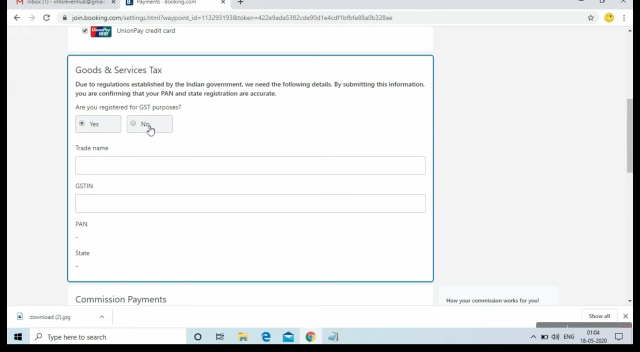 Inbox (1) - vnforevernhub@gmai
Payments - Booking.com
join.booking.com/settings.html?waypoint_id=113293193&token=422a9ada5382cde90d1e4cdf1bfbfe88a0b328ee
UnionPay credit card
Goods & Services Tax
Due to regulations established by the Indian government, we need the following details. By submitting this information,
you are confirming that your PAN and state registration are accurate.
Are you registered for GST purposes?
Yes
No
Trade name
GSTIN
PAN
-
State
-
Commission Payments
How your commission works for you!
download (2).jpg
Show all
Type here to search
ENG
01:04
18-05-2020